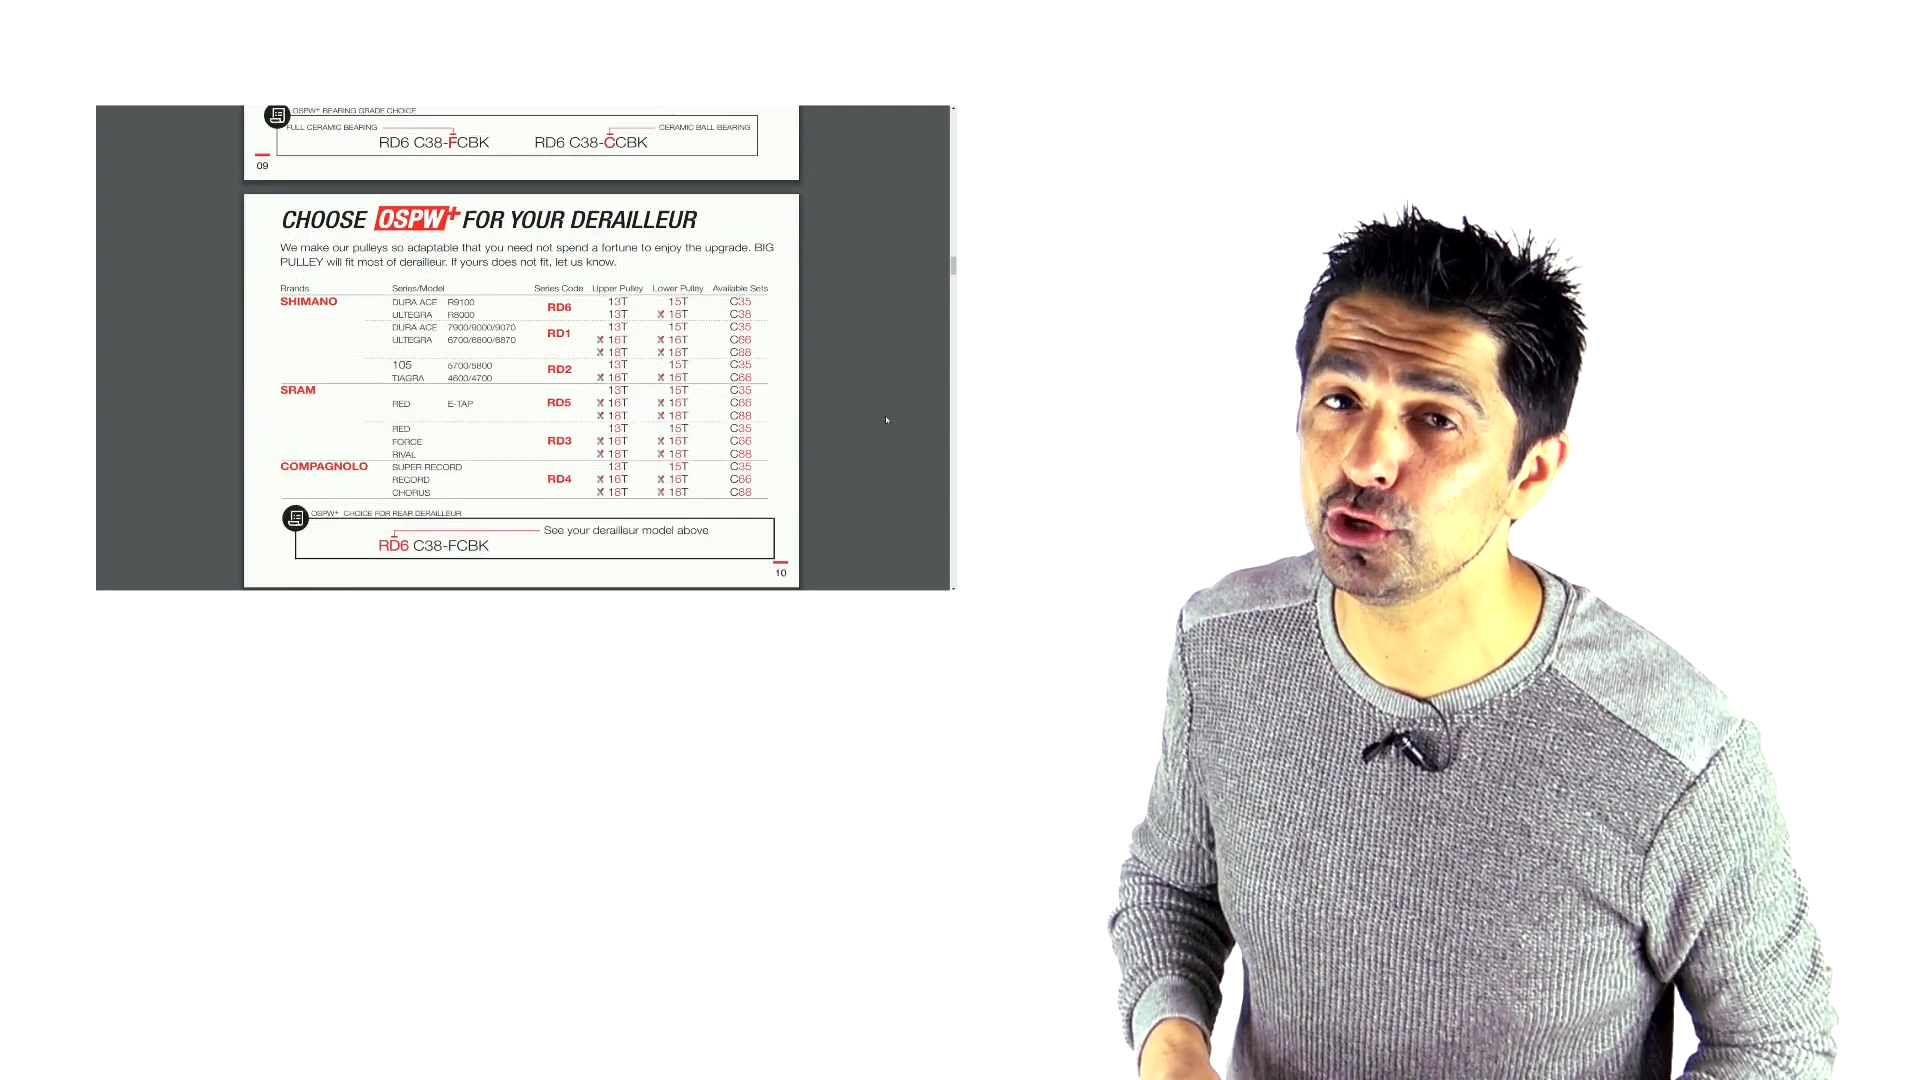 OSPW+ BEARING GRADE CHOICE
FULL CERAMIC BEARING CERAMIC BALL BEARING
RD6 C38-FCBK RD6 C38-CCBK
09
CHOOSE OSPW+ FOR YOUR DERAILLEUR
We make our pulleys so adaptable that you need not spend a fortune to enjoy the upgrade. BIG
PULLEY will fit most of derailleur. If yours does not fit, let us know.
Brands Series/Model Series Code Upper Pulley Lower Pulley Available Sets
SHIMANO DURA ACE R9100 RD6 13T 15T C35
ULTEGRA R8000 13T X 18T C38
DURA ACE 7900/9000/9070 RD1 13T 15T C35
ULTEGRA 6700/6800/6870 X 16T X 16T C66
X 18T X 18T C88
105 5700/5800 RD2 13T 15T C35
TIAGRA 4600/4700 X 16T X 16T C66
SRAM 13T 15T C35
RED E-TAP RD5 X 16T X 16T C66
X 18T X 18T C88
RED 13T 15T C35
FORCE RD3 X 16T X 16T C66
RIVAL X 18T X 18T C88
COMPAGNOLO SUPER RECORD 13T 15T C35
RECORD RD4 X 16T X 16T C66
CHORUS X 18T X 18T C88
OSPW+ CHOICE FOR REAR DERAILLEUR
See your derailleur model above
RD6 C38-FCBK
10